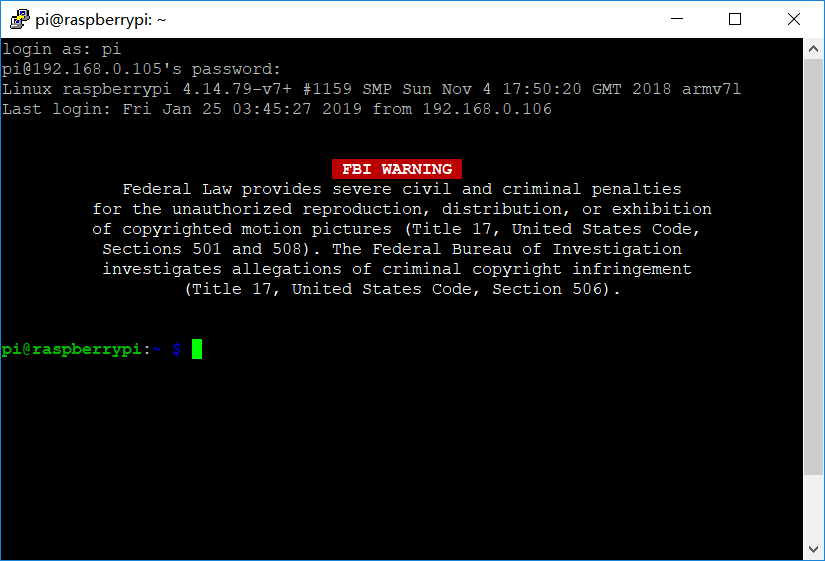 pi@raspberrypi: ~
login as: pi
pi@192.168.0.105's password:
Linux raspberrypi 4.14.79-v7+ #1159 SMP Sun Nov 4 17:50:20 GMT 2018 armv7l
Last login: Fri Jan 25 03:45:27 2019 from 192.168.0.106
FBI WARNING
Federal Law provides severe civil and criminal penalties
for the unauthorized reproduction, distribution, or exhibition
of copyrighted motion pictures (Title 17, United States Code,
Sections 501 and 508). The Federal Bureau of Investigation
investigates allegations of criminal copyright infringement
(Title 17, United States Code, Section 506).
pi@raspberrypi:~ $